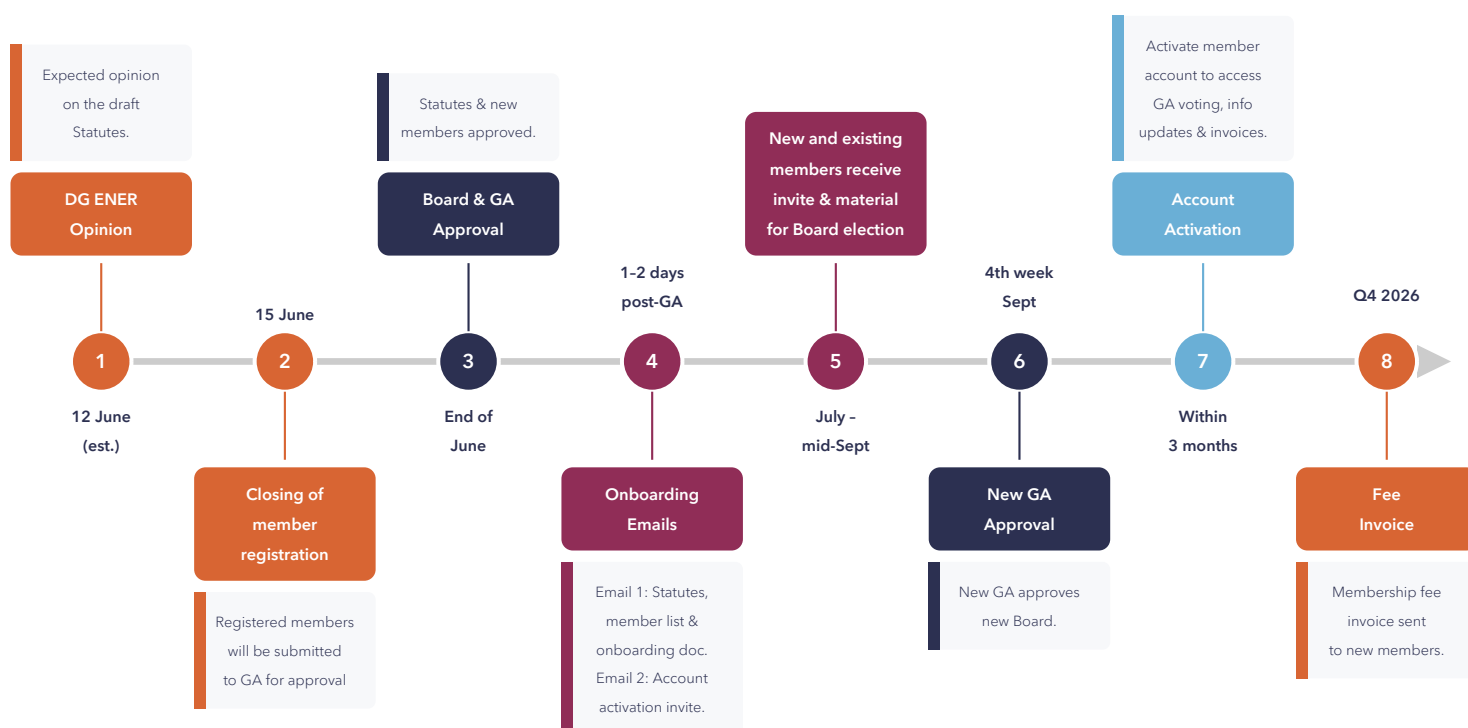 Expected opinion
on the draft
Statutes.
DG ENER
Opinion
1
12 June
(est.)
15 June
2
Closing of
member
registration
Registered members
will be submitted
to GA for approval
Statutes & new
members approved.
Board & GA
Approval
3
End of
June
1–2 days
post-GA
4
Onboarding
Emails
Email 1: Statutes,
member list &
onboarding doc.
Email 2: Account
activation invite.
New and existing
members receive
invite & material
for Board election
5
July –
mid-Sept
4th week
Sept
6
New GA
Approval
New GA approves
new Board.
Activate member
account to access
GA voting, info
updates & invoices.
Account
Activation
7
Within
3 months
Q4 2026
8
Fee
Invoice
Membership fee
invoice sent
to new members.